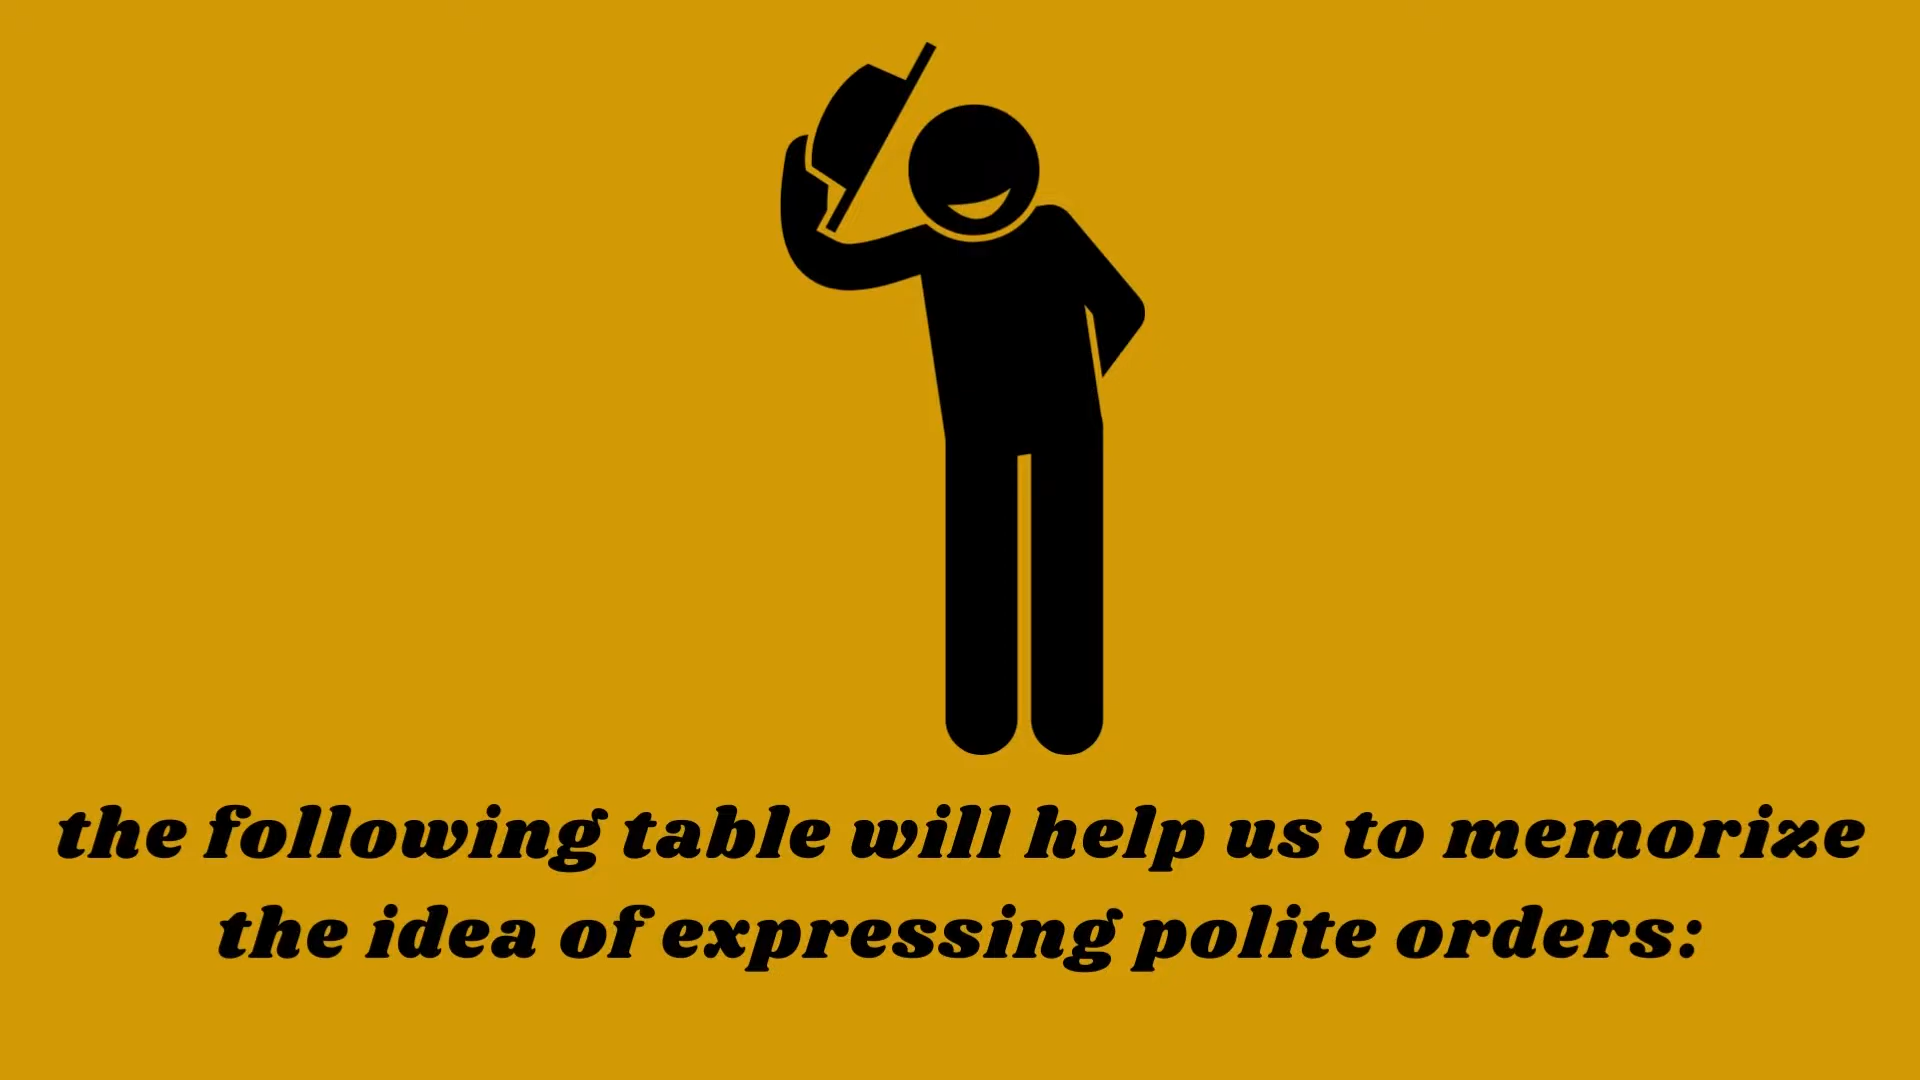 the following table will help us to memorize
the idea of expressing polite orders: